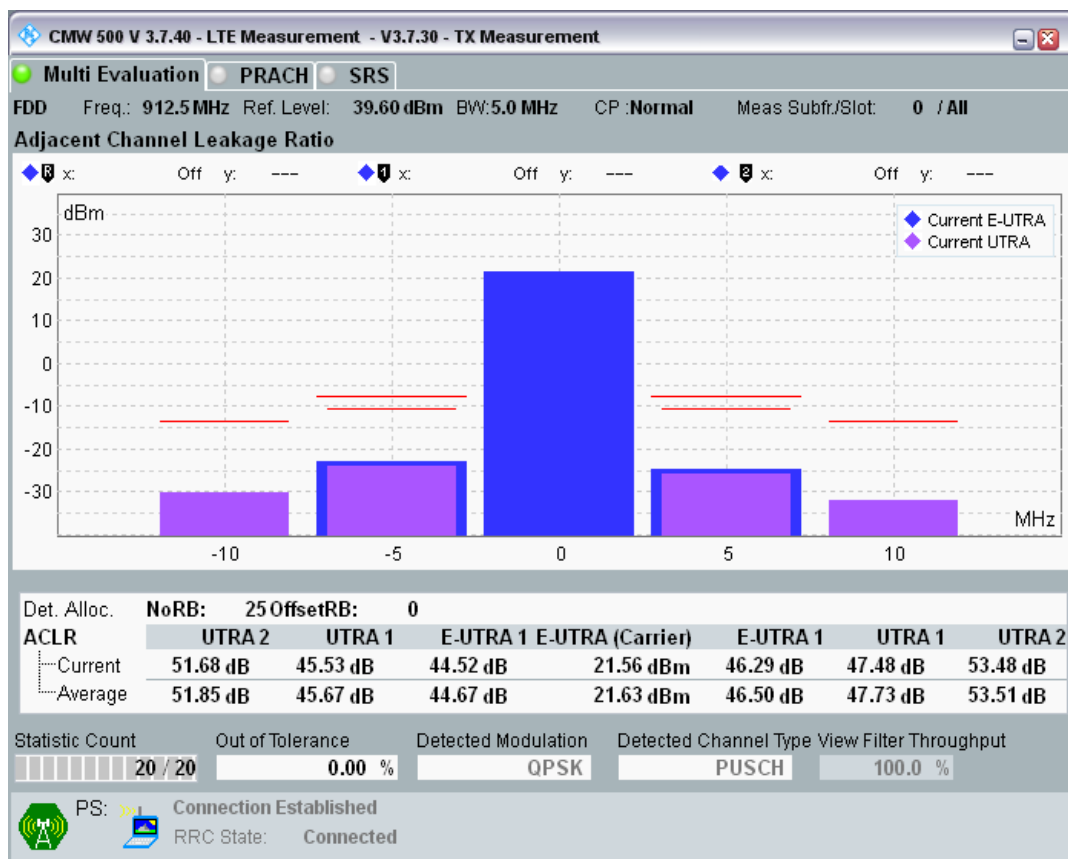 CMW 500 V 3.7.40 - LTE Measurement - V3.7.30 - TX Measurement
Multi Evaluation PRACH SRS
FDD Freq.: 912.5 MHz Ref. Level: 39.60 dBm BW:5.0 MHz CP :Normal Meas Subfr./Slot: 0 / All
Adjacent Channel Leakage Ratio
R x: Off y: --- 1 x: Off y: --- 2 x: Off y: ---
dBm
Current E-UTRA
Current UTRA
30
20
10
0
-10
-20
-30
MHz
-10 -5 0 5 10
Det. Alloc. NoRB: 25 OffsetRB: 0
ACLR UTRA 2 UTRA 1 E-UTRA 1 E-UTRA (Carrier) E-UTRA 1 UTRA 1 UTRA 2
Current 51.68 dB 45.53 dB 44.52 dB 21.56 dBm 46.29 dB 47.48 dB 53.48 dB
Average 51.85 dB 45.67 dB 44.67 dB 21.63 dBm 46.50 dB 47.73 dB 53.51 dB
Statistic Count Out of Tolerance Detected Modulation Detected Channel Type View Filter Throughput
20 / 20 0.00 % QPSK PUSCH 100.0 %
PS: Connection Established
RRC State: Connected